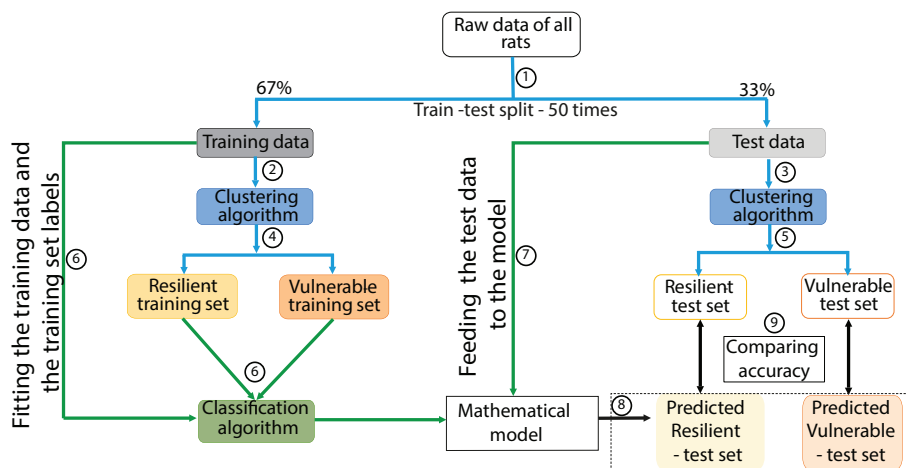 Raw data of all
rats
①
67%
33%
Train -test split - 50 times
Training data
Test data
②
③
Clustering
algorithm
Clustering
algorithm
④
⑤
Fitting the training data and
the training set labels
⑥
Feeding the test data
to the model
⑦
Resilient
training set
Vulnerable
training set
Resilient
test set
Vulnerable
test set
⑨
Comparing
accuracy
⑥
Classification
algorithm
Mathematical
model
⑧
Predicted
Resilient
- test set
Predicted
Vulnerable
- test set